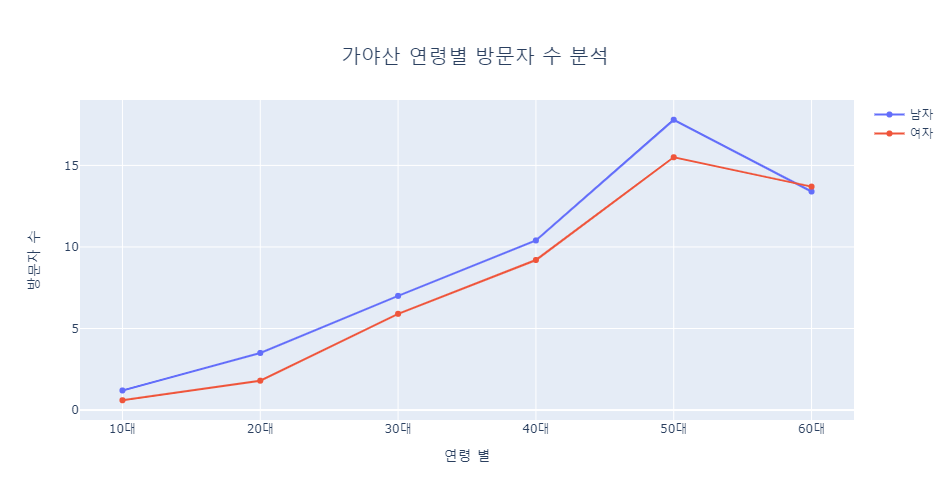 가야산 연령별 방문자 수 분석
남자
여자
방문자 수
15
10
5
0
10대
20대
30대
40대
50대
60대
연령 별